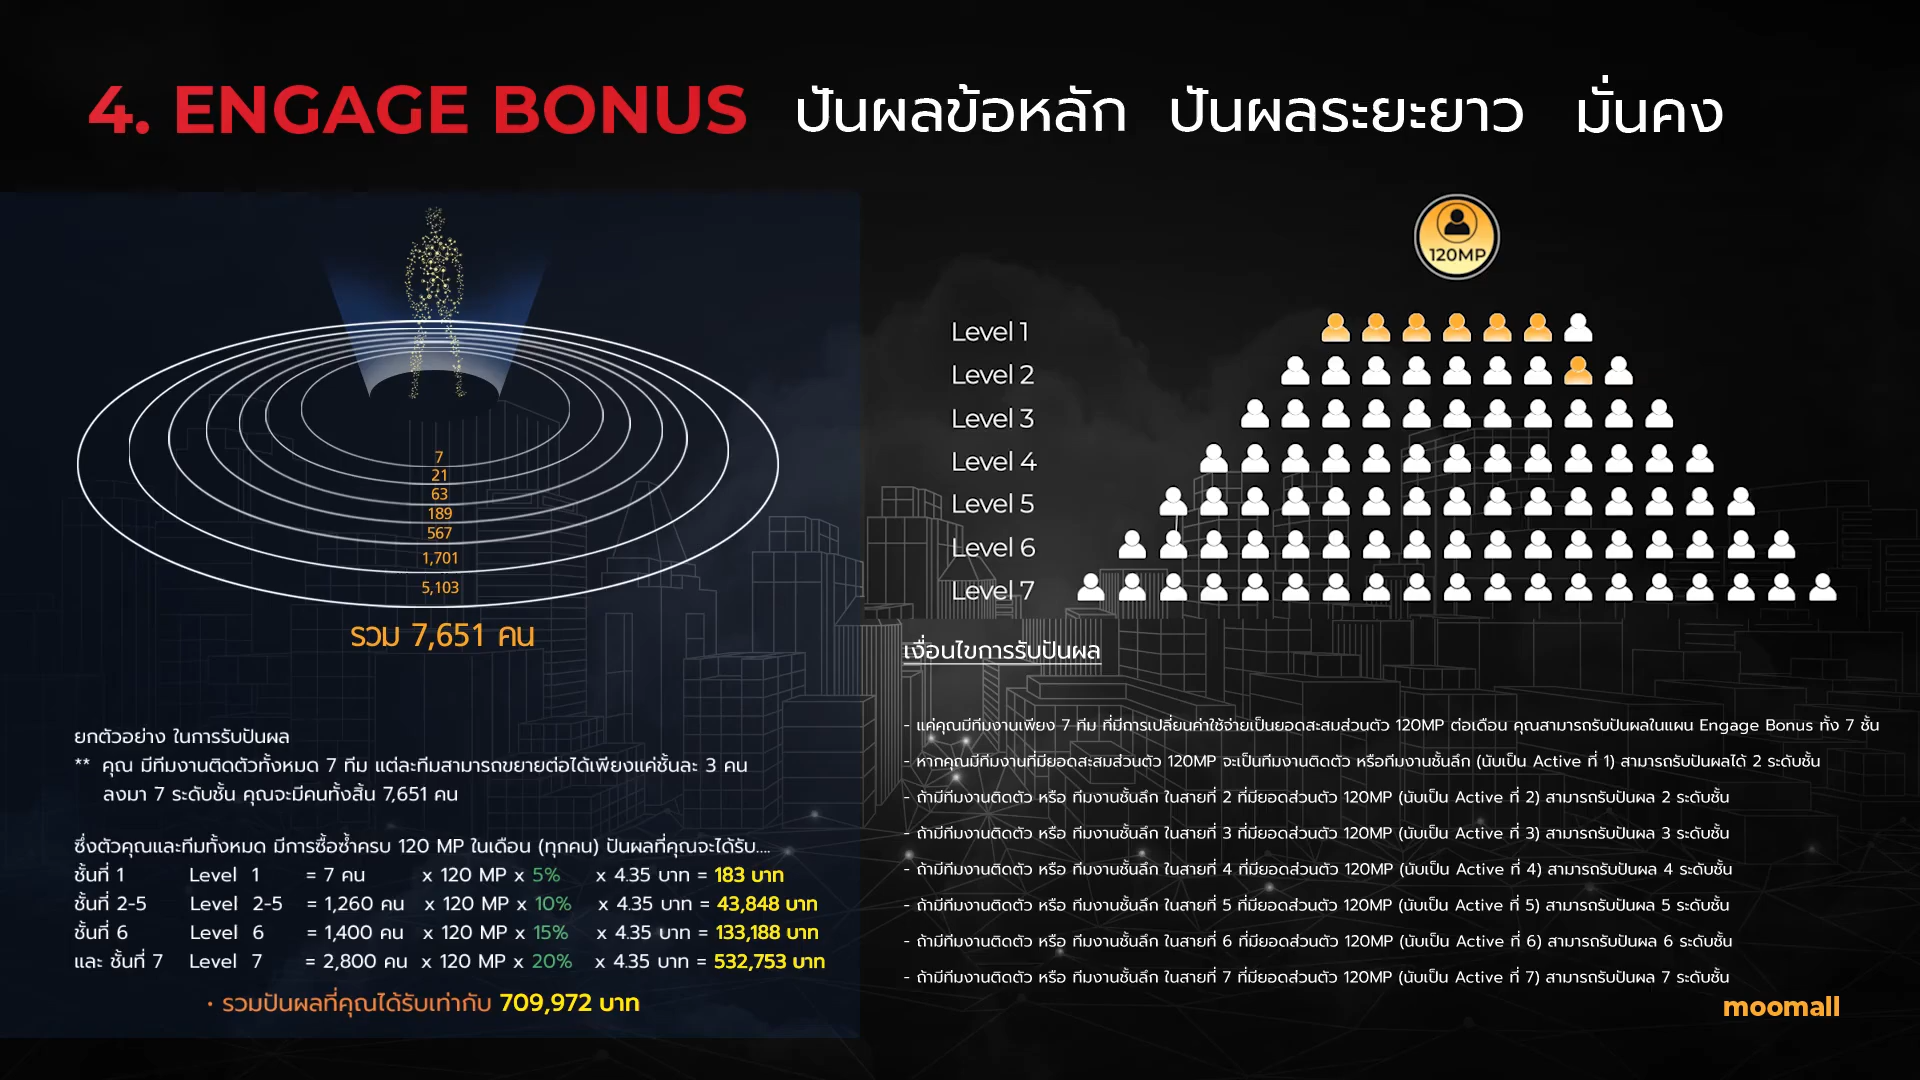 4. ENGAGE BONUS ปันผลข้อหลัก ปันผลระยะยาว มั่นคง
7
21
63
189
567
1,701
5,103
รวม 7,651 คน
ยกตัวอย่าง ในการรับปันผล
** คุณ มีทีมงานติดตัวทั้งหมด 7 ทีม แต่ละทีมสามารถขยายต่อได้เพียงแค่ชั้นละ 3 คน
ลงมา 7 ระดับชั้น คุณจะมีคนทั้งสิ้น 7,651 คน
ซึ่งตัวคุณและทีมทั้งหมด มีการซื้อซ้ำครบ 120 MP ในเดือน (ทุกคน) ปันผลที่คุณจะได้รับ....
ชั้นที่ 1 Level 1 = 7 คน x 120 MP x 5% x 4.35 บาท = 183 บาท
ชั้นที่ 2-5 Level 2-5 = 1,260 คน x 120 MP x 10% x 4.35 บาท = 43,848 บาท
ชั้นที่ 6 Level 6 = 1,400 คน x 120 MP x 15% x 4.35 บาท = 133,188 บาท
และ ชั้นที่ 7 Level 7 = 2,800 คน x 120 MP x 20% x 4.35 บาท = 532,753 บาท
• รวมปันผลที่คุณได้รับเท่ากับ 709,972 บาท
120MP
Level 1
Level 2
Level 3
Level 4
Level 5
Level 6
Level 7
เงื่อนไขการรับปันผล
- แค่คุณมีทีมงานเพียง 7 ทีม ที่มีการเปลี่ยนค่าใช้จ่ายเป็นยอดสะสมส่วนตัว 120MP ต่อเดือน คุณสามารถรับปันผลในแผน Engage Bonus ทั้ง 7 ชั้น
- หากคุณมีทีมงานที่มียอดสะสมส่วนตัว 120MP จะเป็นทีมงานติดตัว หรือทีมงานชั้นลึก (นับเป็น Active ที่ 1) สามารถรับปันผลได้ 2 ระดับชั้น
- ถ้ามีทีมงานติดตัว หรือ ทีมงานชั้นลึก ในสายที่ 2 ที่มียอดส่วนตัว 120MP (นับเป็น Active ที่ 2) สามารถรับปันผล 2 ระดับชั้น
- ถ้ามีทีมงานติดตัว หรือ ทีมงานชั้นลึก ในสายที่ 3 ที่มียอดส่วนตัว 120MP (นับเป็น Active ที่ 3) สามารถรับปันผล 3 ระดับชั้น
- ถ้ามีทีมงานติดตัว หรือ ทีมงานชั้นลึก ในสายที่ 4 ที่มียอดส่วนตัว 120MP (นับเป็น Active ที่ 4) สามารถรับปันผล 4 ระดับชั้น
- ถ้ามีทีมงานติดตัว หรือ ทีมงานชั้นลึก ในสายที่ 5 ที่มียอดส่วนตัว 120MP (นับเป็น Active ที่ 5) สามารถรับปันผล 5 ระดับชั้น
- ถ้ามีทีมงานติดตัว หรือ ทีมงานชั้นลึก ในสายที่ 6 ที่มียอดส่วนตัว 120MP (นับเป็น Active ที่ 6) สามารถรับปันผล 6 ระดับชั้น
- ถ้ามีทีมงานติดตัว หรือ ทีมงานชั้นลึก ในสายที่ 7 ที่มียอดส่วนตัว 120MP (นับเป็น Active ที่ 7) สามารถรับปันผล 7 ระดับชั้น
moomall